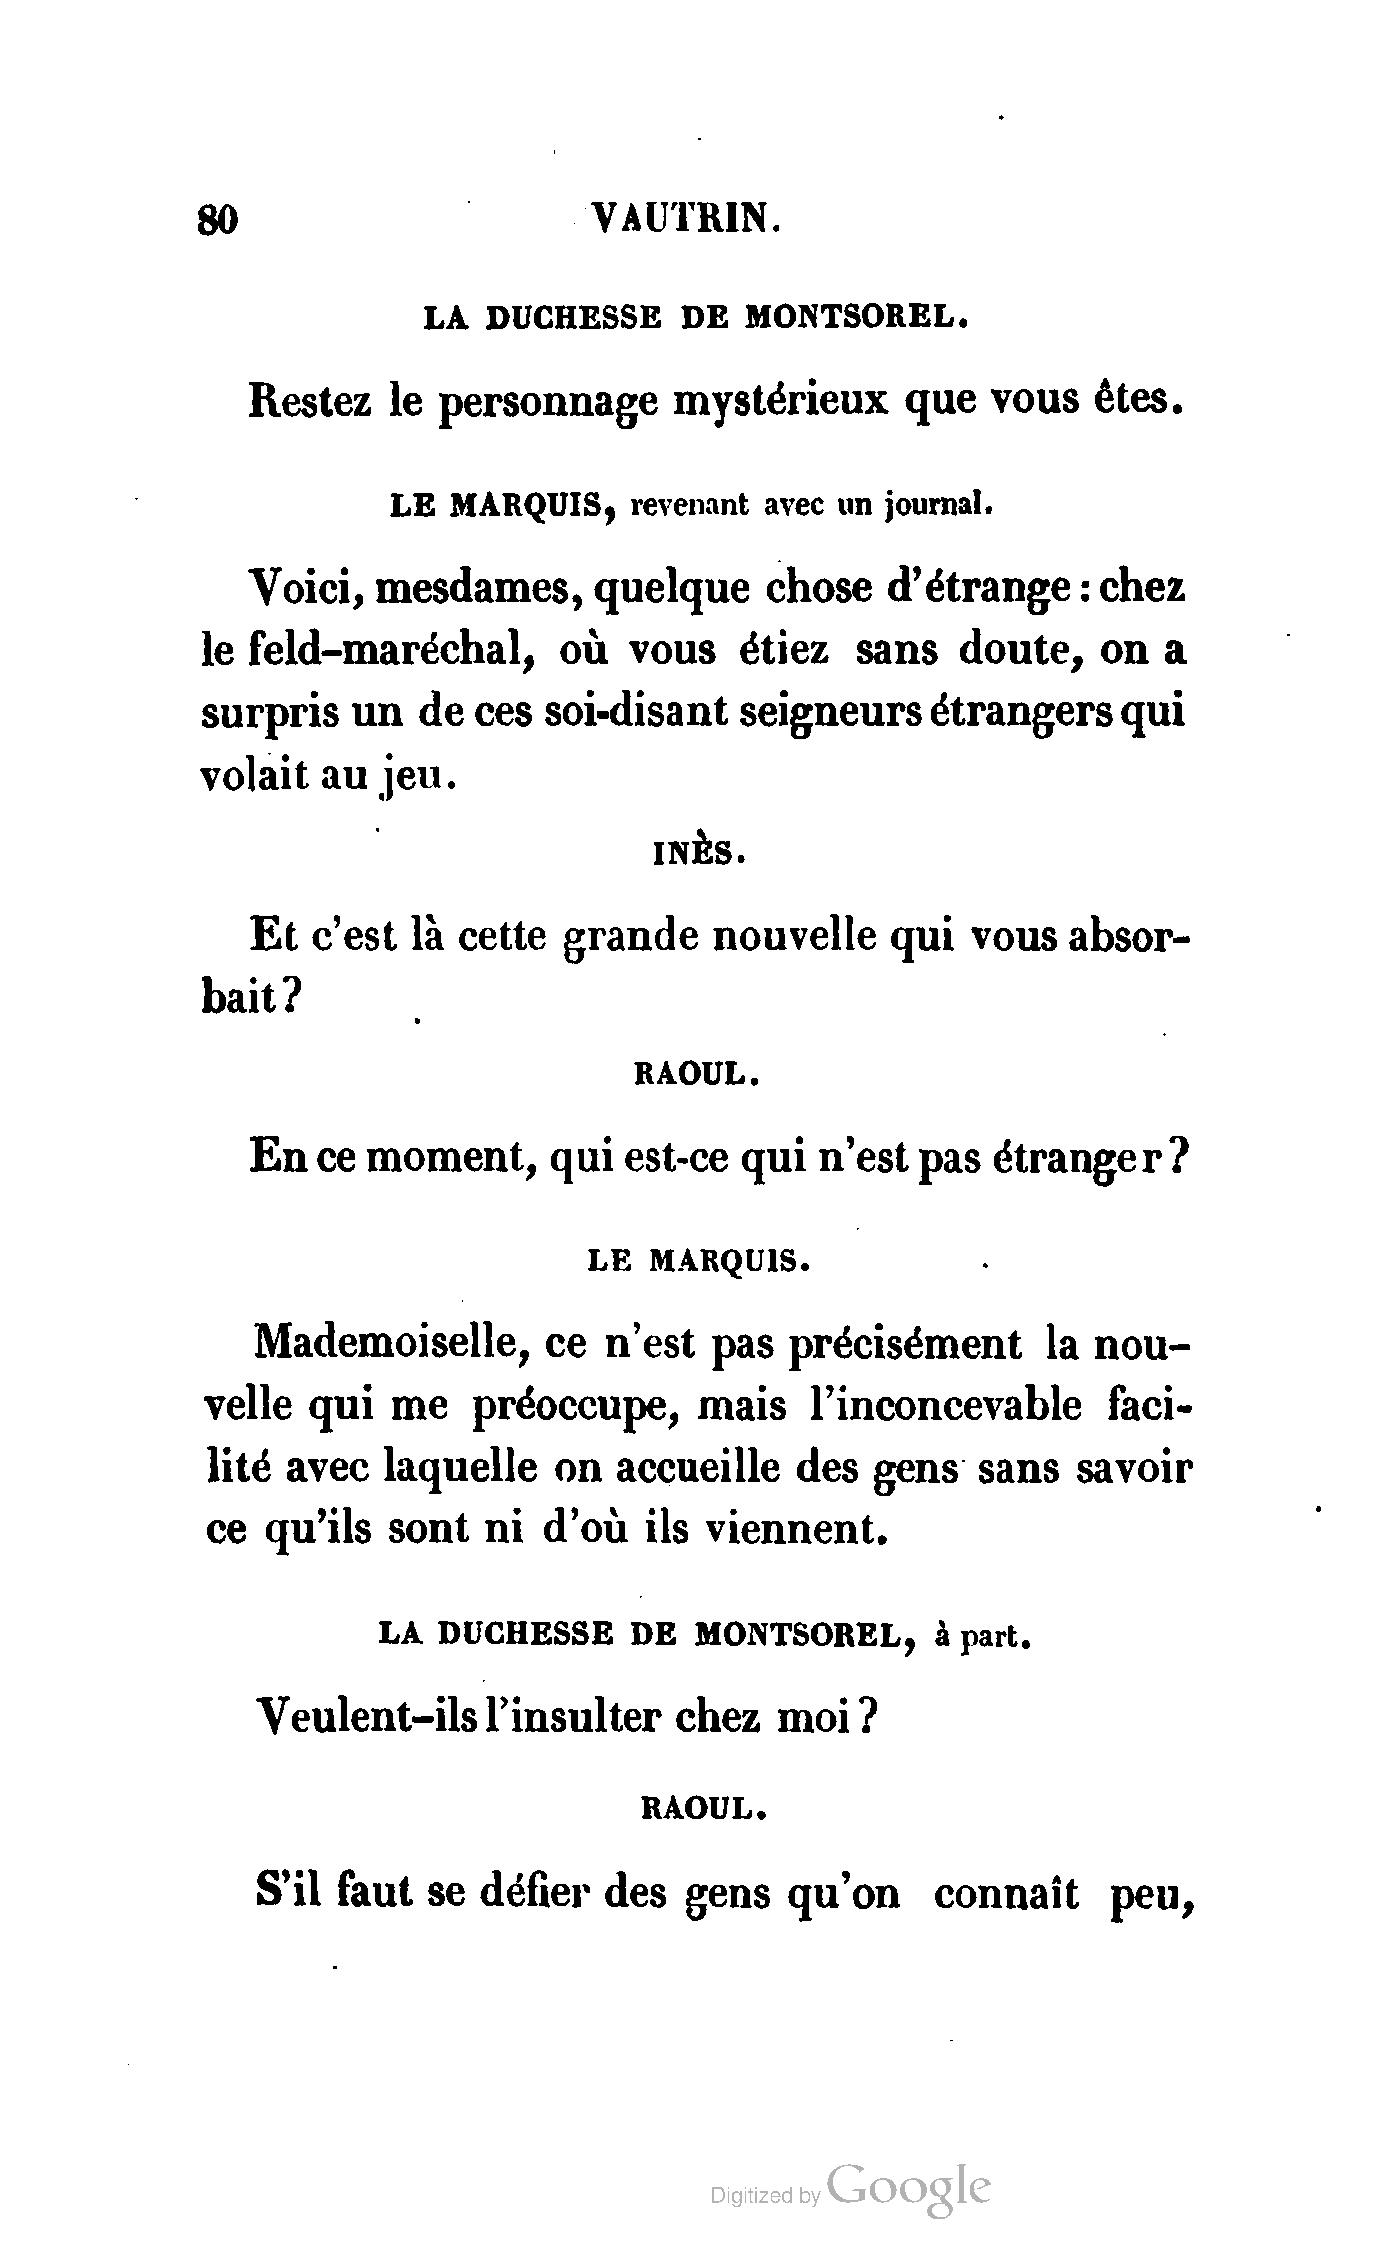 80 VAUTRIN.
LA DUCHESSE DE MONTSOREL.
Restez le personnage mystérieux que vous êtes.
LE MARQUIS, revenant avec un journal.
Voici, mesdames, quelque chose d'étrange : chez
le feld-maréchal, où vous étiez sans doute, on a
surpris un de ces soi-disant seigneurs étrangers qui
volait au jeu.
INÈS.
Et c'est là cette grande nouvelle qui vous absor-
bait?
RAOUL.
En ce moment, qui est-ce qui n'est pas étranger?
LE MARQUIS.
Mademoiselle, ce n'est pas précisément la nou-
velle qui me préoccupe, mais l'inconcevable faci-
lité avec laquelle on accueille des gens sans savoir
ce qu'ils sont ni d'où ils viennent.
LA DUCHESSE DE MONTSOREL, à part.
Veulent-ils l'insulter chez moi?
RAOUL.
S'il faut se défier des gens qu'on connaît peu,
Digitized by Google